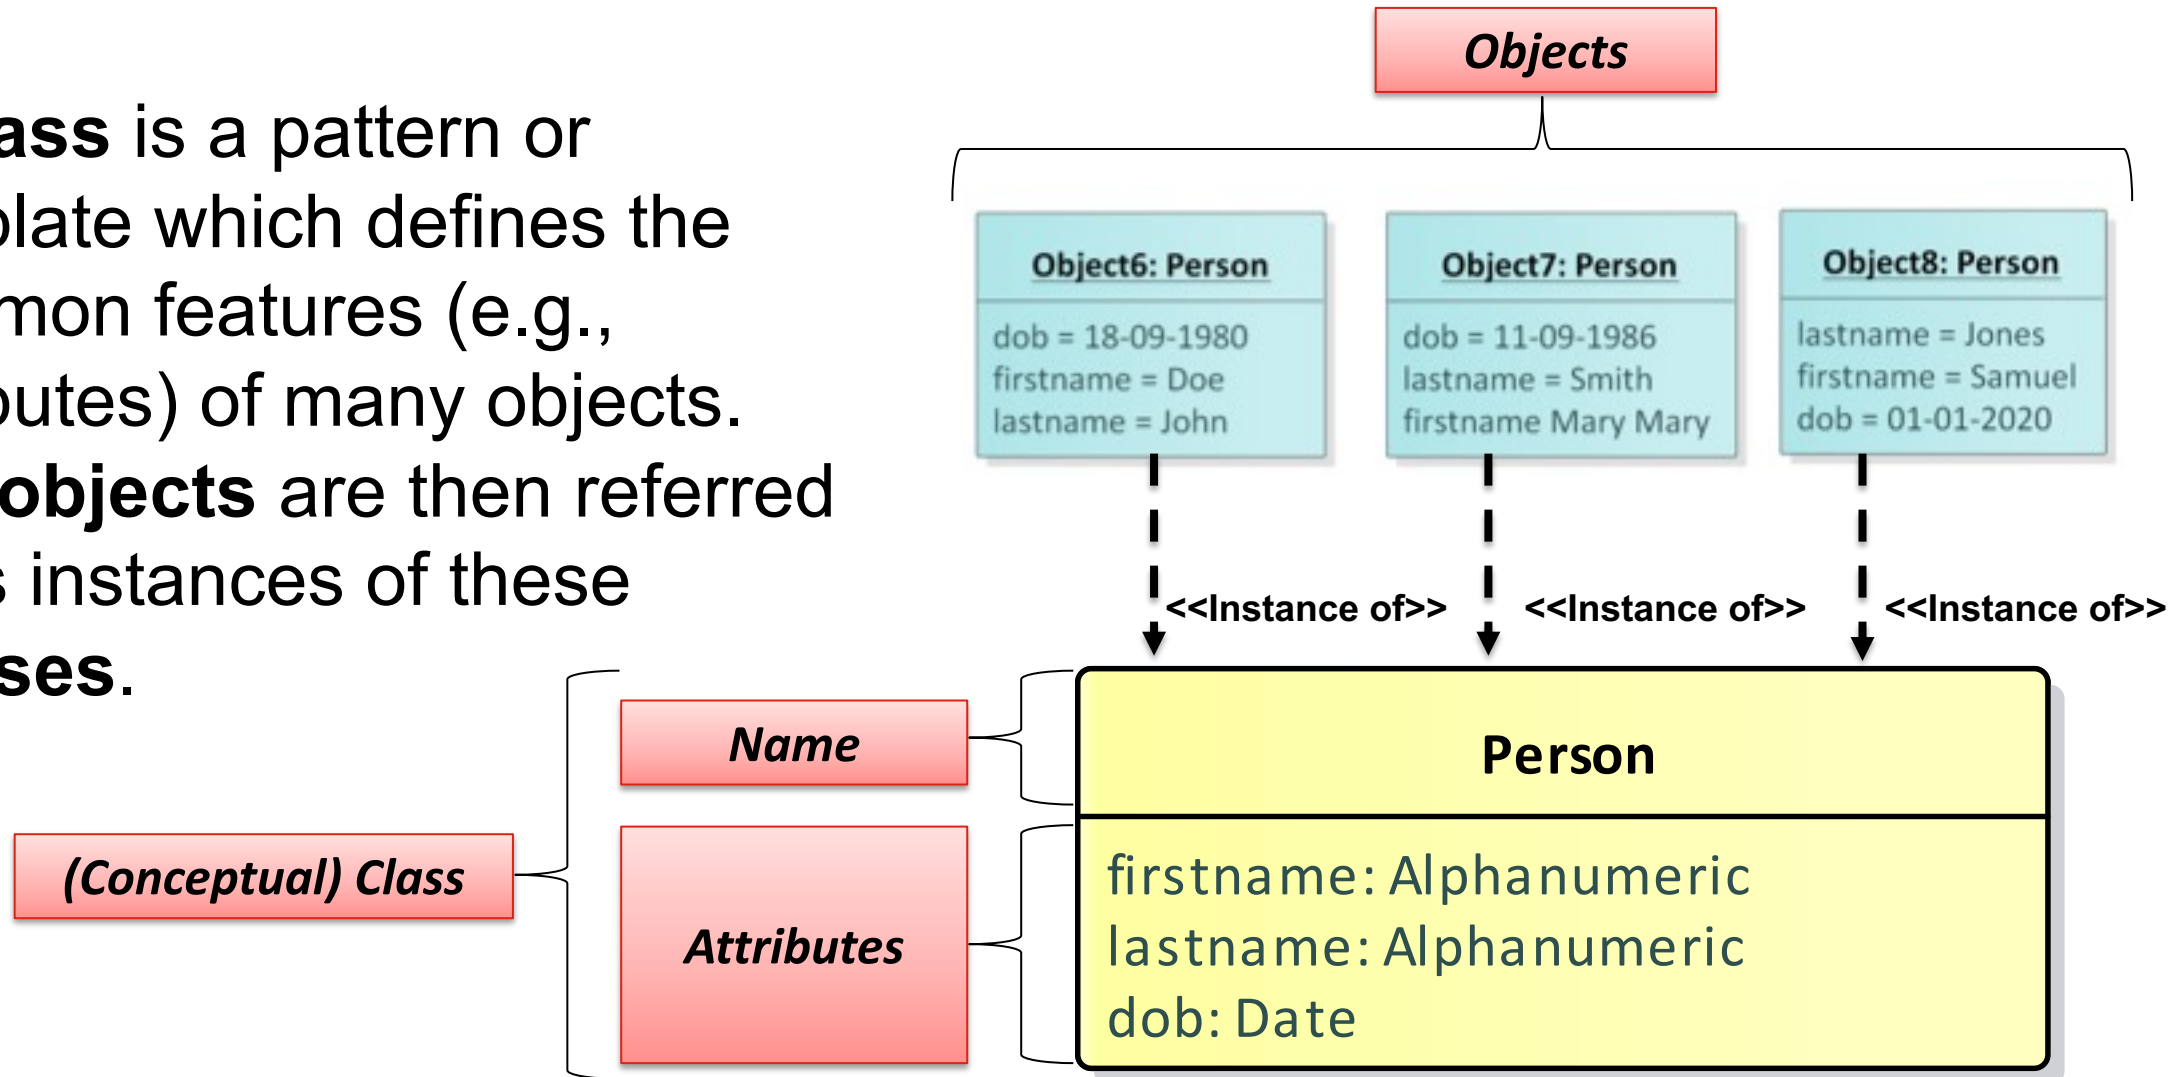 ass is a pattern or
plate which defines the
mon features (e.g.,
butes) of many objects.
objects are then referred
s instances of these
ses.
Objects
Object6: Person
dob = 18-09-1980
firstname = Doe
lastname = John
Object7: Person
dob = 11-09-1986
lastname = Smith
firstname Mary Mary
Object8: Person
lastname = Jones
firstname = Samuel
dob = 01-01-2020
<<Instance of>> <<Instance of>> <<Instance of>>
Name
Person
(Conceptual) Class
Attributes
firstname: Alphanumeric
lastname: Alphanumeric
dob: Date